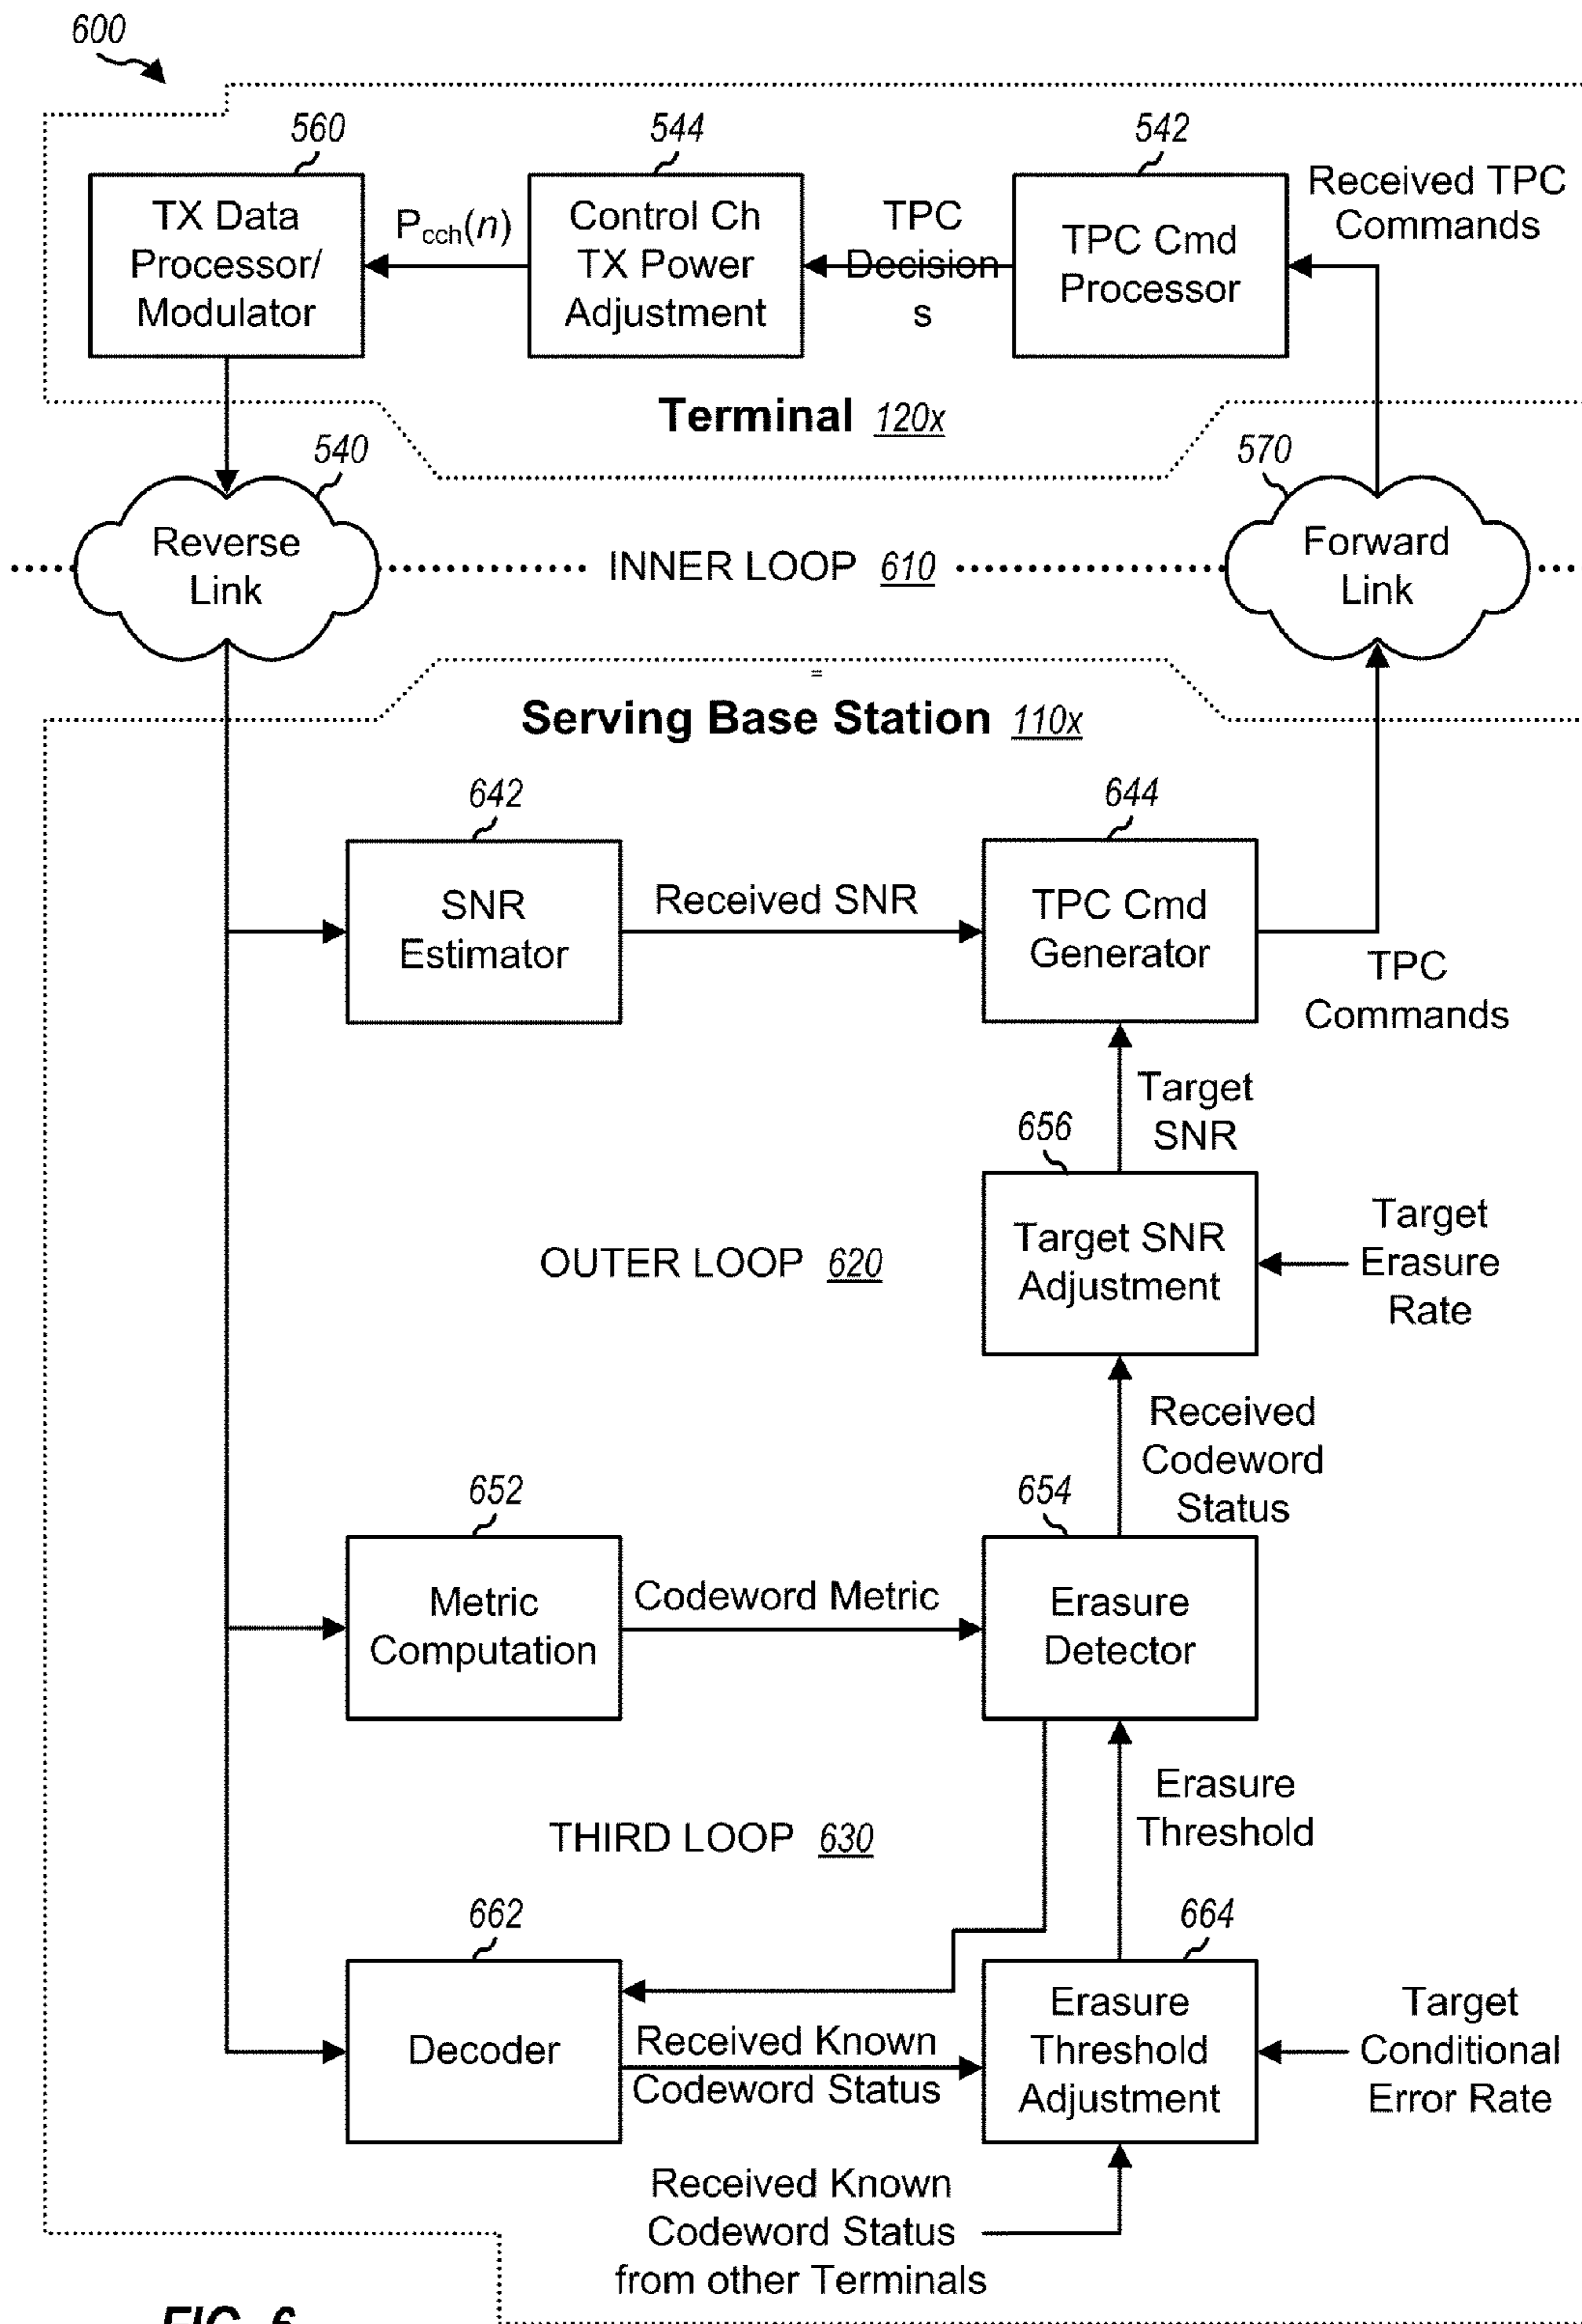 600
560
544
542
TX Data
Processor/
Modulator
P_cch(n)
Control Ch
TX Power
Adjustment
TPC
Decision
s
TPC Cmd
Processor
Received TPC
Commands
Terminal 120x
540
570
Reverse
Link
INNER LOOP 610
Forward
Link
=
Serving Base Station 110x
642
644
SNR
Estimator
Received SNR
TPC Cmd
Generator
TPC
Commands
Target
SNR
656
Target SNR
Adjustment
Target
Erasure
Rate
OUTER LOOP 620
Received
Codeword
Status
652
654
Metric
Computation
Codeword Metric
Erasure
Detector
Erasure
Threshold
THIRD LOOP 630
662
664
Decoder
Received Known
Codeword Status
Erasure
Threshold
Adjustment
Target
Conditional
Error Rate
Received Known
Codeword Status
from other Terminals
FIG. 6